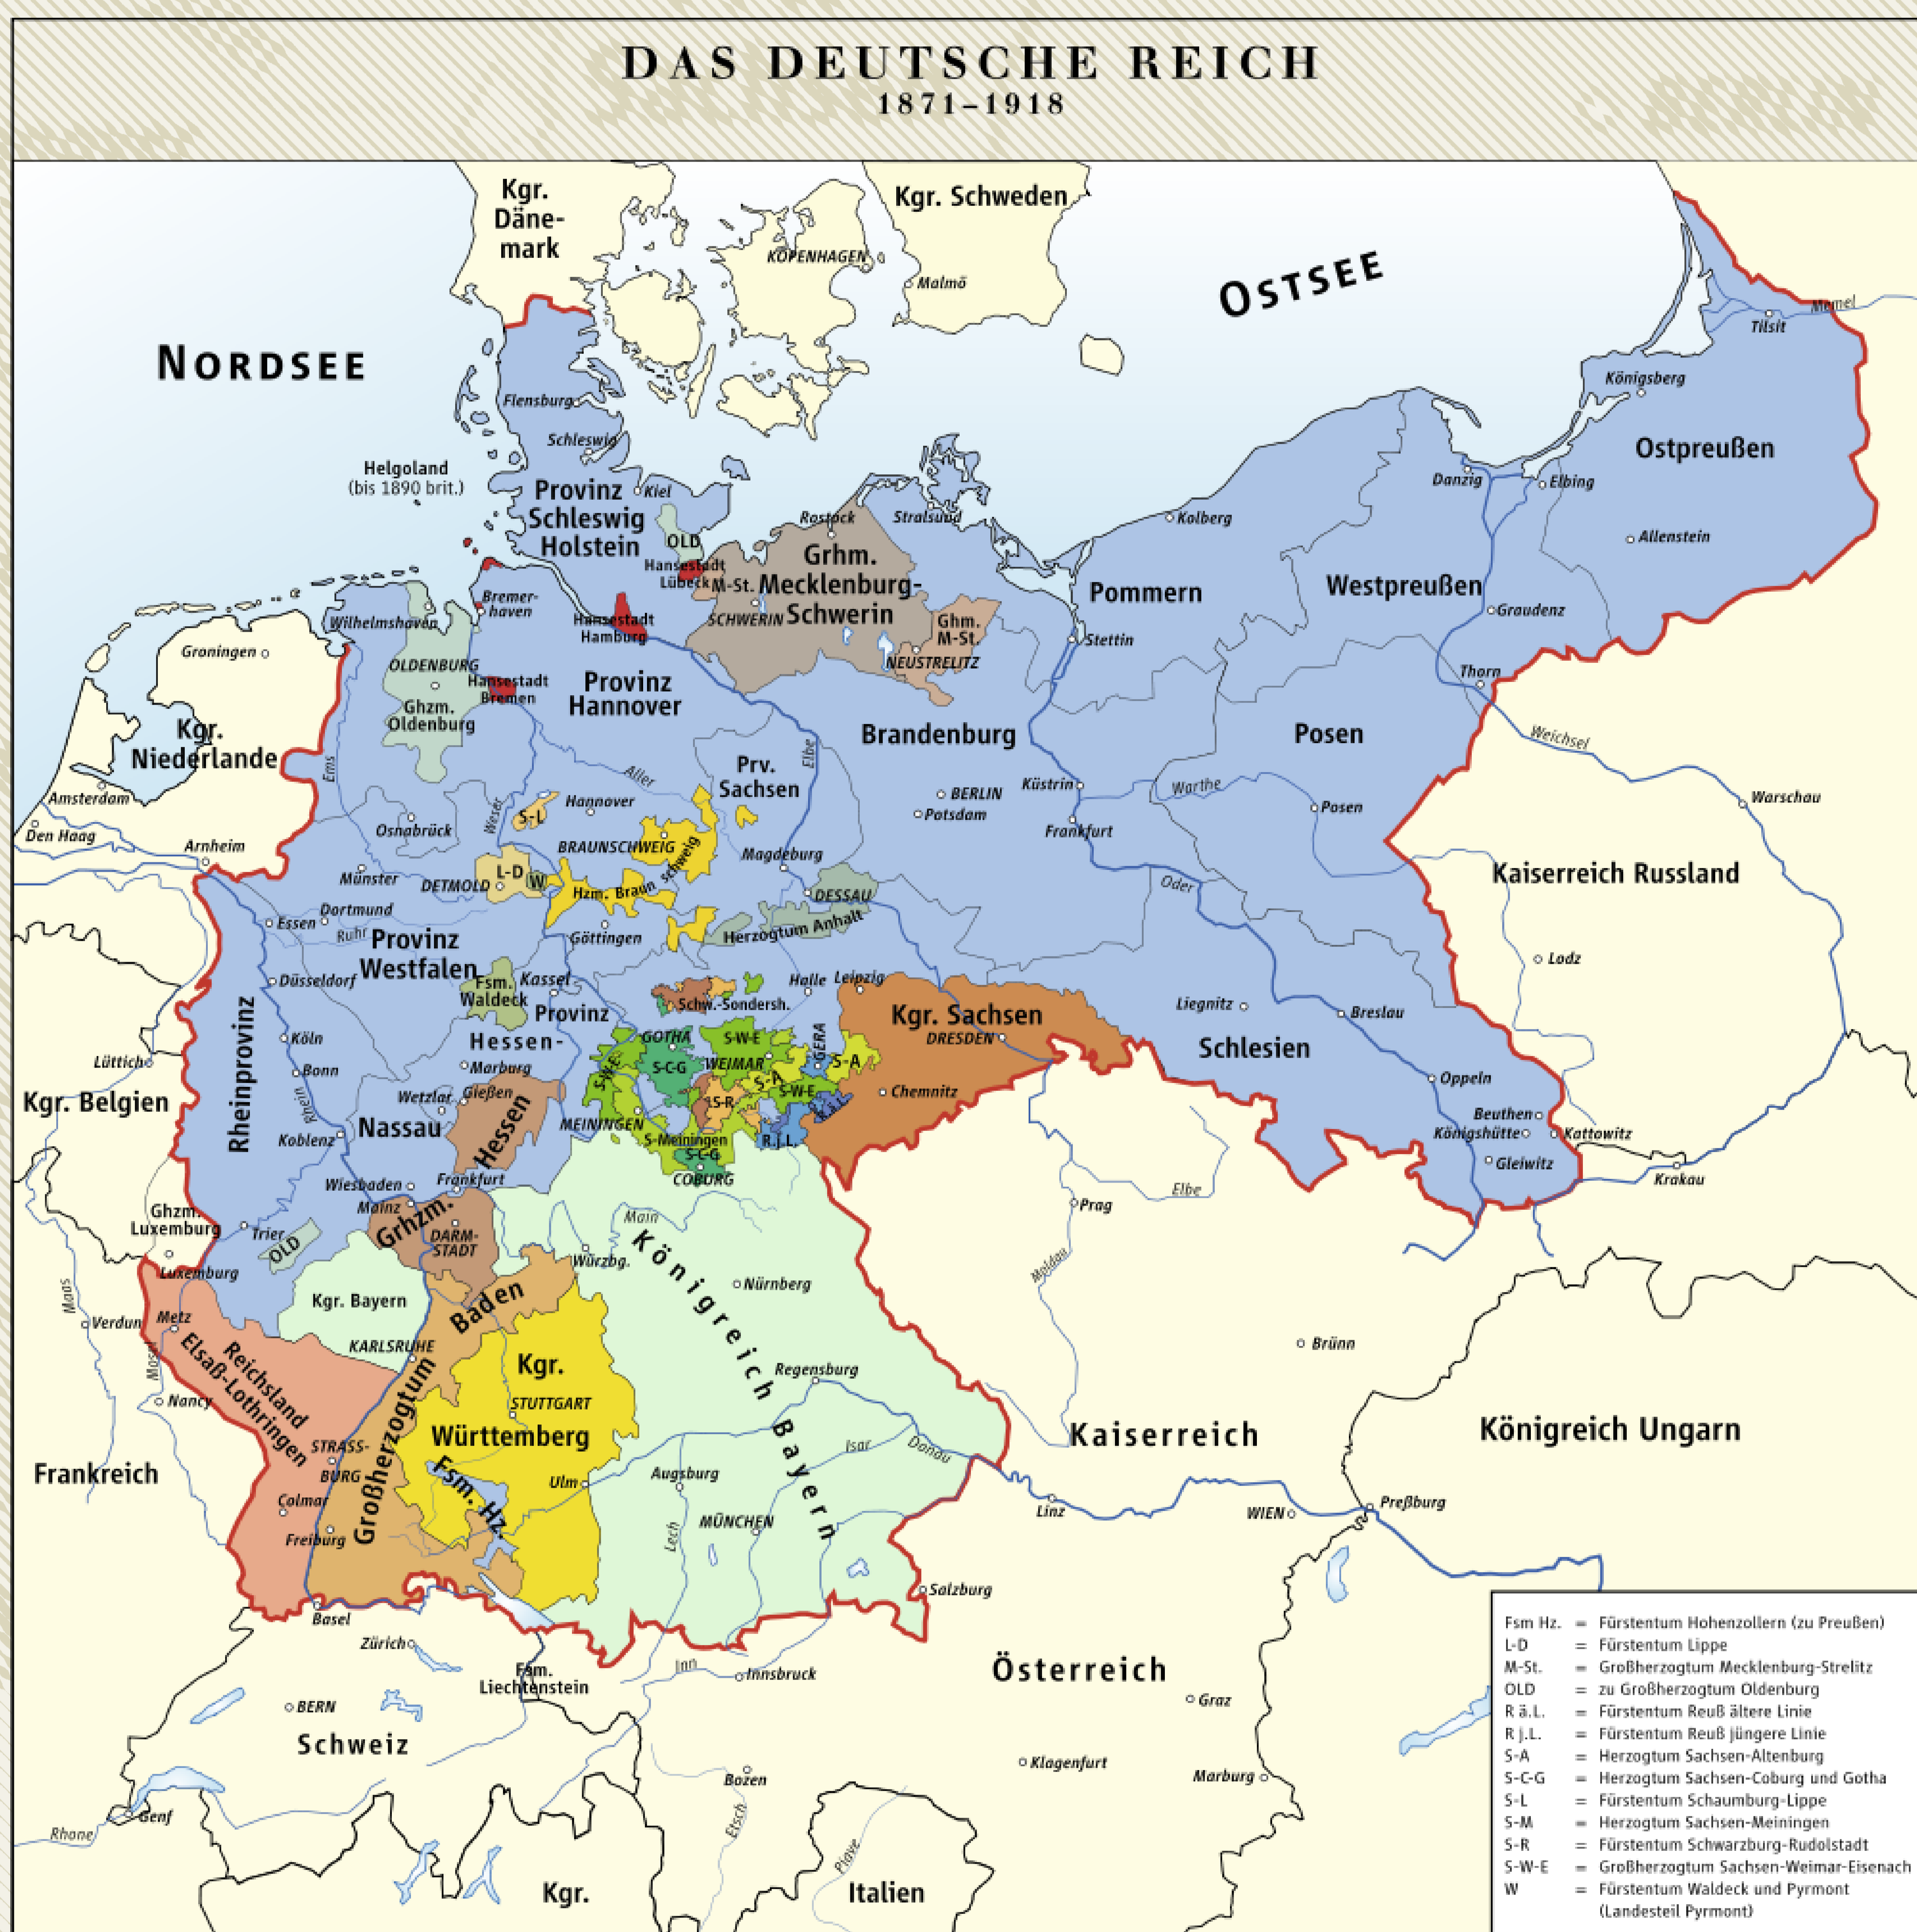 DAS DEUTSCHE REICH
1871–1918
Kgr.
Däne-
mark
Kgr. Schweden
KOPENHAGEN
Malmö
OSTSEE
Memel
Tilsit
NORDSEE
Königsberg
Flensburg
Schleswig
Ostpreußen
Helgoland
(bis 1890 brit.)
Provinz
Schleswig
Holstein
Kiel
Danzig
Elbing
Rostock
Stralsund
Kolberg
Allenstein
OLD
Hansestadt
Lübeck
M-St.
Grhm.
Mecklenburg-
Schwerin
SCHWERIN
Pommern
Westpreußen
Bremer-
haven
Wilhelmshaven
Hansestadt
Hamburg
Ghm.
M-St.
NEUSTRELITZ
Stettin
Graudenz
Groningen
OLDENBURG
Hansestadt
Bremen
Ghzm.
Oldenburg
Provinz
Hannover
Thorn
Kgr.
Niederlande
Ems
Brandenburg
Posen
Weichsel
Aller
Prv.
Sachsen
Elbe
Amsterdam
Den Haag
Arnheim
Osnabrück
Weser
S-L
Hannover
BERLIN
Potsdam
Küstrin
Frankfurt
Warthe
Posen
Warschau
BRAUNSCHWEIG
Hzm. Braun
schweig
Magdeburg
Münster
DETMOLD
L-D
W
DESSAU
Herzogtum Anhalt
Oder
Kaiserreich Russland
Essen
Dortmund
Ruhr
Provinz
Westfalen
Göttingen
Düsseldorf
Fsm.
Waldeck
Kassel
Provinz
Hessen-
Nassau
Halle
Leipzig
Schw.-Sondersh.
Lodz
Rheinprovinz
Köln
Bonn
Rhein
Marburg
Wetzlar
Gießen
Hessen
GOTHA
S-W-E
S-W-E
S-C-G
WEIMAR
GERA
S-A
S-A
S-W-E
S-R
R.j.L.
R.ä.L.
Kgr. Sachsen
DRESDEN
Chemnitz
Liegnitz
Breslau
Schlesien
Oppeln
Beuthen
Königshütte
Kattowitz
Gleiwitz
Krakau
Lüttich
Kgr. Belgien
Koblenz
MEININGEN
S-Meiningen
S-C-G
COBURG
Wiesbaden
Frankfurt
Mainz
Grhzm.
DARM-
STADT
Ghzm.
Luxemburg
Luxemburg
Trier
OLD
Main
Würzbg.
Nürnberg
Elbe
Prag
Moldau
Maas
Verdun
Metz
Mosel
Nancy
Kgr. Bayern
Baden
KARLSRUHE
Reichsland
Elsaß-Lothringen
Königreich Bayern
Regensburg
Brünn
Kgr.
STUTTGART
Württemberg
STRASS-
BURG
Großherzogtum
Fsm. Hz.
Ulm
Augsburg
Isar
Donau
Kaiserreich
Königreich Ungarn
Frankreich
Colmar
Freiburg
Lech
MÜNCHEN
Linz
WIEN
Preßburg
Salzburg
Basel
Zürich
Fsm.
Liechtenstein
Inn
Innsbruck
Österreich
BERN
Schweiz
Graz
Klagenfurt
Marburg
Bozen
Etsch
Genf
Rhone
Piave
Kgr.
Italien
Fsm Hz. = Fürstentum Hohenzollern (zu Preußen)
L-D = Fürstentum Lippe
M-St. = Großherzogtum Mecklenburg-Strelitz
OLD = zu Großherzogtum Oldenburg
R ä.L. = Fürstentum Reuß ältere Linie
R j.L. = Fürstentum Reuß jüngere Linie
S-A = Herzogtum Sachsen-Altenburg
S-C-G = Herzogtum Sachsen-Coburg und Gotha
S-L = Fürstentum Schaumburg-Lippe
S-M = Herzogtum Sachsen-Meiningen
S-R = Fürstentum Schwarzburg-Rudolstadt
S-W-E = Großherzogtum Sachsen-Weimar-Eisenach
W = Fürstentum Waldeck und Pyrmont
(Landesteil Pyrmont)